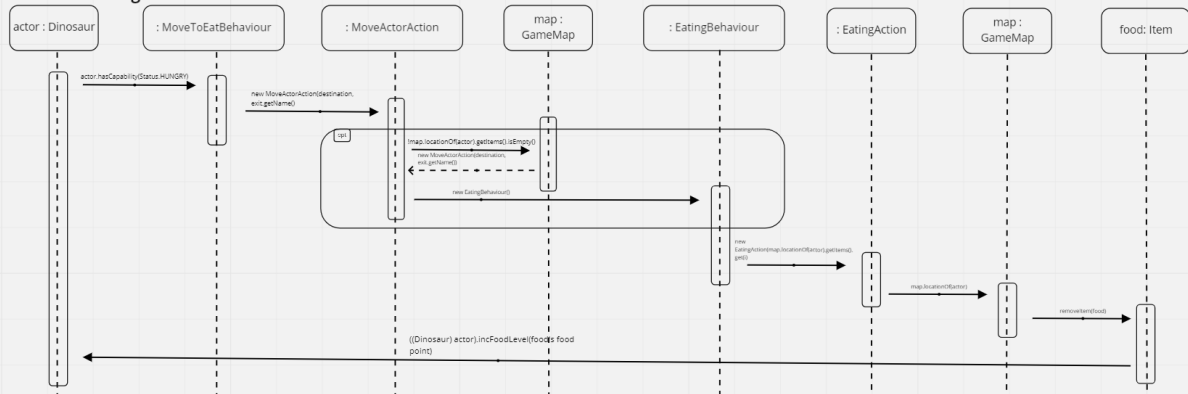 actor : Dinosaur
: MoveToEatBehaviour
: MoveActorAction
map :
GameMap
: EatingBehaviour
: EatingAction
map :
GameMap
food: Item
actor.hasCapability(Status.HUNGRY)
new MoveActorAction(destination,
exit.getName()
opt
!map.locationOf(actor).getItems().isEmpty()
new MoveActorAction(destination,
exit.getName())
new EatingBehaviour()
new
EatingAction(map.locationOf(actor).getItems().
get(i)
map.locationOf(actor)
removeItem(food)
((Dinosaur) actor).incFoodLevel(food's food
point)